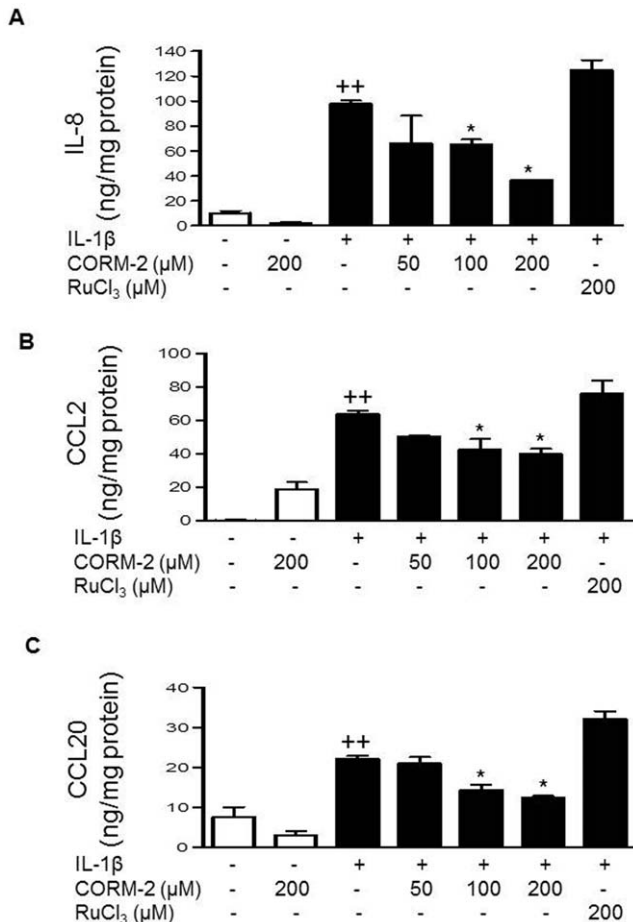 A
IL-8
(ng/mg protein)
140
120
100
80
60
40
20
0
++
*
*
IL-1β - - + + + + +
CORM-2 (µM) - 200 - 50 100 200 -
RuCl₃ (µM) - - - - - - 200
B
CCL2
(ng/mg protein)
100
80
60
40
20
0
++
*
*
IL-1β - - + + + + +
CORM-2 (µM) - 200 - 50 100 200 -
RuCl₃ (µM) - - - - - - 200
C
CCL20
(ng/mg protein)
40
30
20
10
0
++
*
*
IL-1β - - + + + + +
CORM-2 (µM) - 200 - 50 100 200 -
RuCl₃ (µM) - - - - - - 200